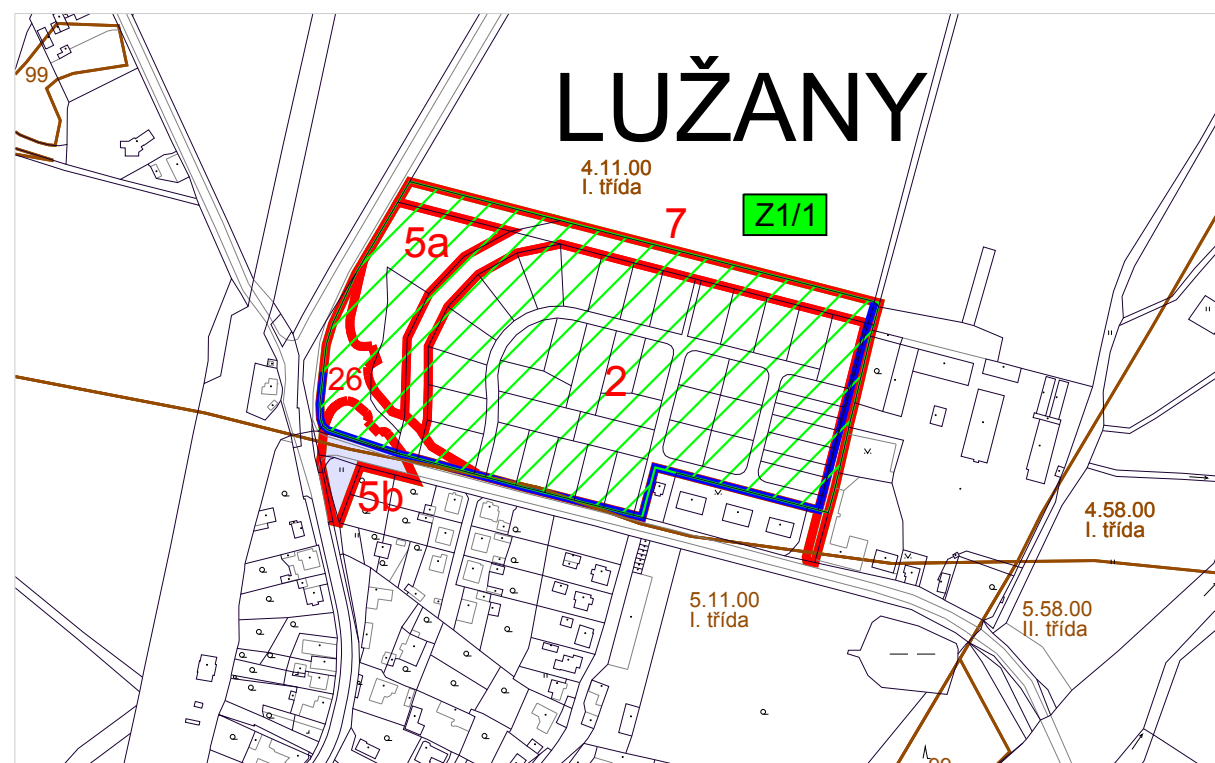 LUŽANY
99
4.11.00
I. třída
Z1/1
7
5a
26
2
5b
4.58.00
I. třída
5.11.00
I. třída
5.58.00
II. třída